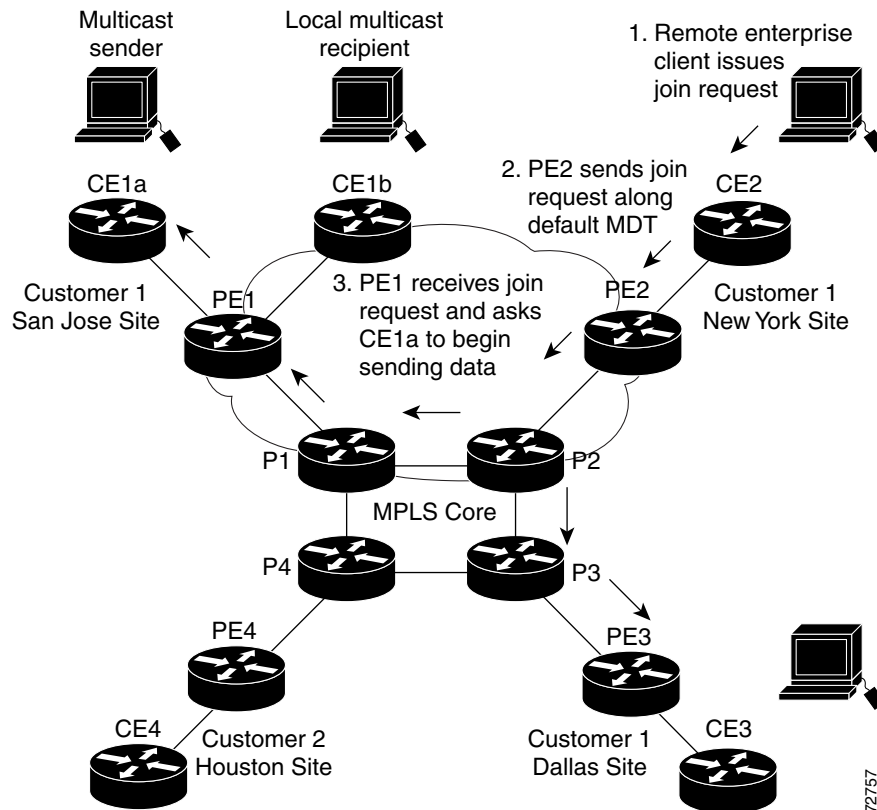 Multicast
sender
Local multicast
recipient
1. Remote enterprise
client issues
join request
CE1a
CE1b
2. PE2 sends join
request along
default MDT
CE2
Customer 1
San Jose Site
PE1
3. PE1 receives join
request and asks
CE1a to begin
sending data
PE2
Customer 1
New York Site
P1
P2
MPLS Core
P4
P3
PE4
PE3
CE4
Customer 2
Houston Site
Customer 1
Dallas Site
CE3
72757